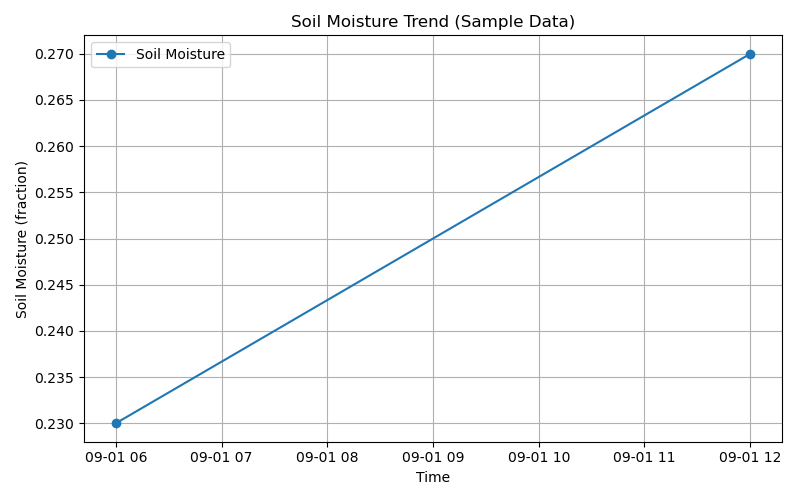 Soil Moisture Trend (Sample Data)
Soil Moisture
0.270
0.265
0.260
0.255
0.250
0.245
0.240
0.235
0.230
Soil Moisture (fraction)
09-01 06 09-01 07 09-01 08 09-01 09 09-01 10 09-01 11 09-01 12
Time